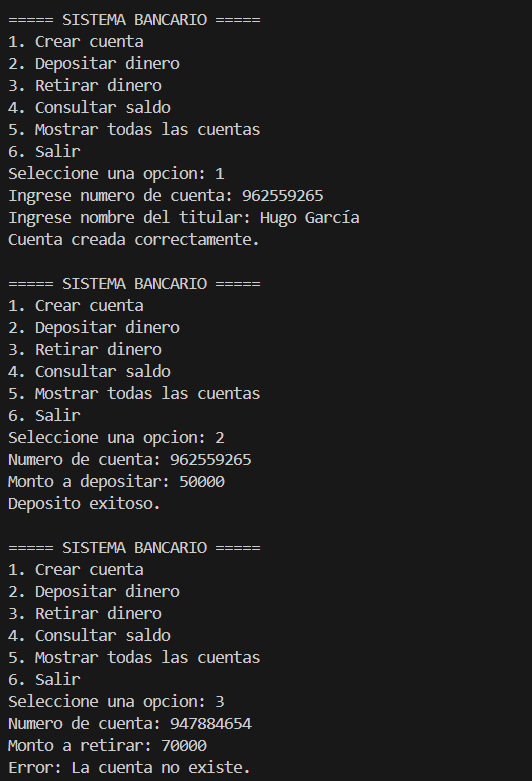 ===== SISTEMA BANCARIO =====
1. Crear cuenta
2. Depositar dinero
3. Retirar dinero
4. Consultar saldo
5. Mostrar todas las cuentas
6. Salir
Seleccione una opcion: 1
Ingrese numero de cuenta: 962559265
Ingrese nombre del titular: Hugo García
Cuenta creada correctamente.

===== SISTEMA BANCARIO =====
1. Crear cuenta
2. Depositar dinero
3. Retirar dinero
4. Consultar saldo
5. Mostrar todas las cuentas
6. Salir
Seleccione una opcion: 2
Numero de cuenta: 962559265
Monto a depositar: 50000
Deposito exitoso.

===== SISTEMA BANCARIO =====
1. Crear cuenta
2. Depositar dinero
3. Retirar dinero
4. Consultar saldo
5. Mostrar todas las cuentas
6. Salir
Seleccione una opcion: 3
Numero de cuenta: 947884654
Monto a retirar: 70000
Error: La cuenta no existe.